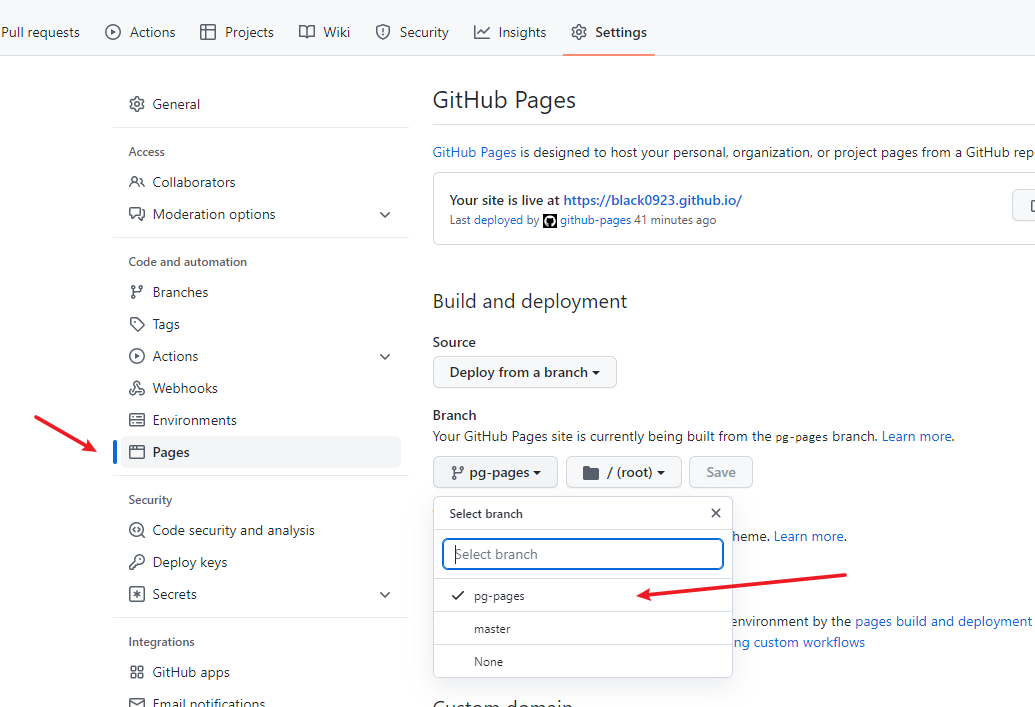 Pull requests Actions Projects Wiki Security Insights Settings
General
Access
Collaborators
Moderation options
Code and automation
Branches
Tags
Actions
Webhooks
Environments
Pages
Security
Code security and analysis
Deploy keys
Secrets
Integrations
GitHub apps
Email notifications
GitHub Pages
GitHub Pages is designed to host your personal, organization, or project pages from a GitHub rep
Your site is live at https://black0923.github.io/
Last deployed by github-pages 41 minutes ago
Build and deployment
Source
Deploy from a branch
Branch
Your GitHub Pages site is currently being built from the pg-pages branch. Learn more.
pg-pages / (root) Save
Select branch
Select branch
heme. Learn more.
pg-pages
master
None
environment by the pages build and deployment
ng custom workflows
Custom domain